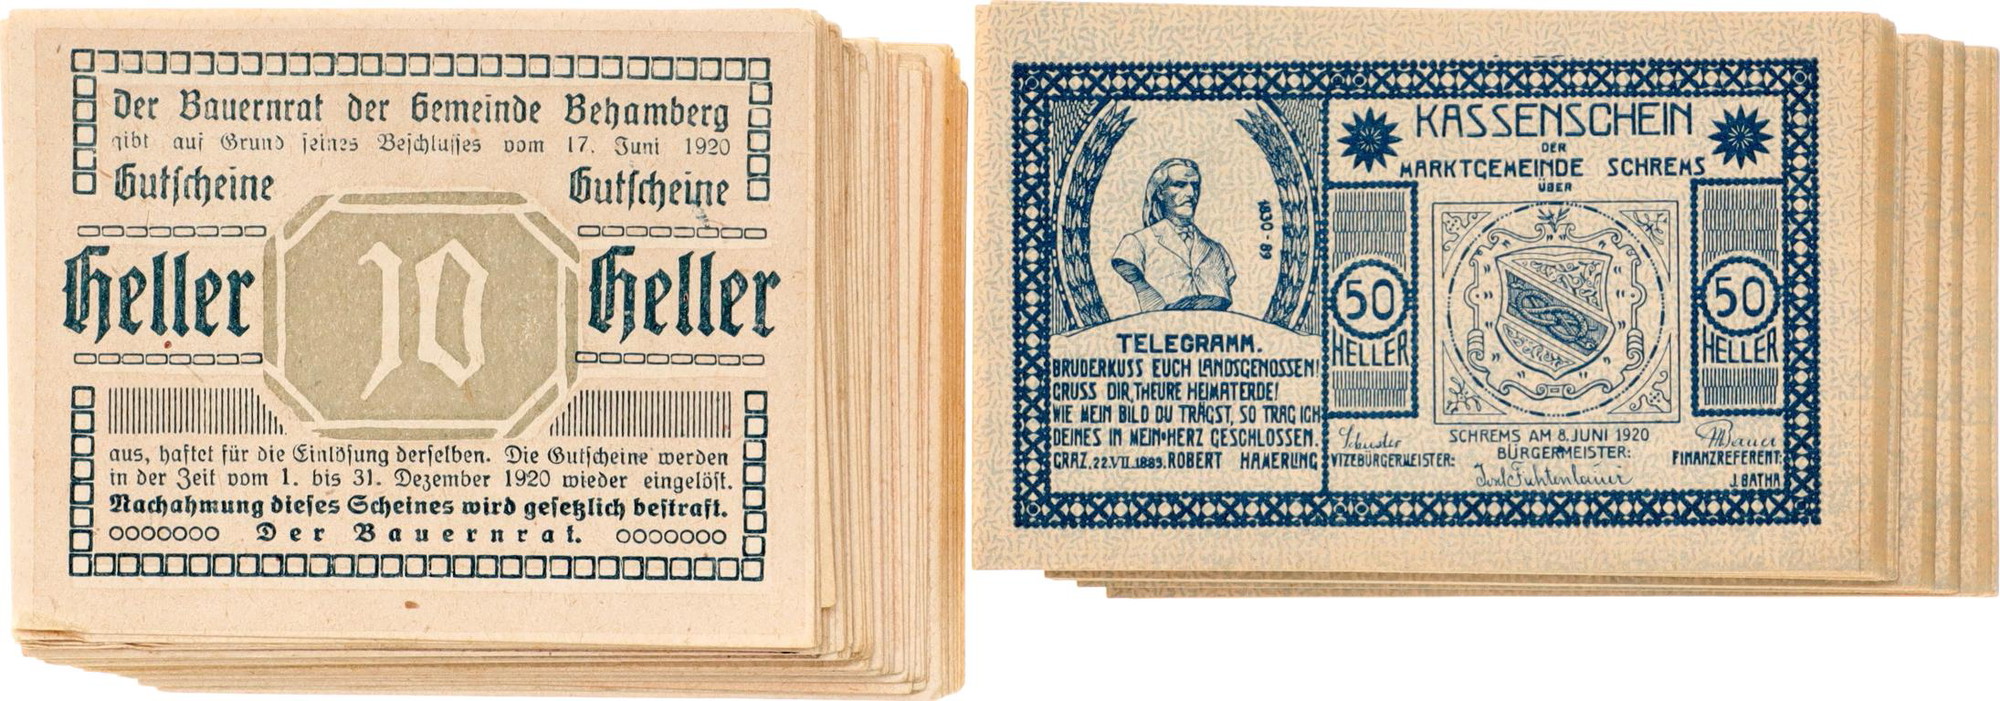 Der Bauernrat der Gemeinde Behamberg
gibt auf Grund seines Beschlusses vom 17. Juni 1920
Gutscheine Gutscheine
Heller 10 Heller
aus, haftet für die Einlösung derselben. Die Gutscheine werden
in der Zeit vom 1. bis 31. Dezember 1920 wieder eingelöst.
Nachahmung dieses Scheines wird gesetzlich bestraft.
Der Bauernrat.
1830-89
TELEGRAMM.
BRUDERKUSS EUCH LANDSGENOSSEN!
GRUSS DIR, THEURE HEIMATERDE!
WIE MEIN BILD DU TRÄGST, SO TRAG ICH
DEINES IN MEIN HERZ GESCHLOSSEN.
GRAZ, 22.VII.1889. ROBERT HAMERLING
KASSENSCHEIN
DER
MARKTGEMEINDE SCHREMS
ÜBER
50 50
HELLER HELLER
SCHREMS AM 8. JUNI 1920
BÜRGERMEISTER:
Schuster
VIZEBÜRGERMEISTER:
Bauer
FINANZREFERENT:
J. BATHA